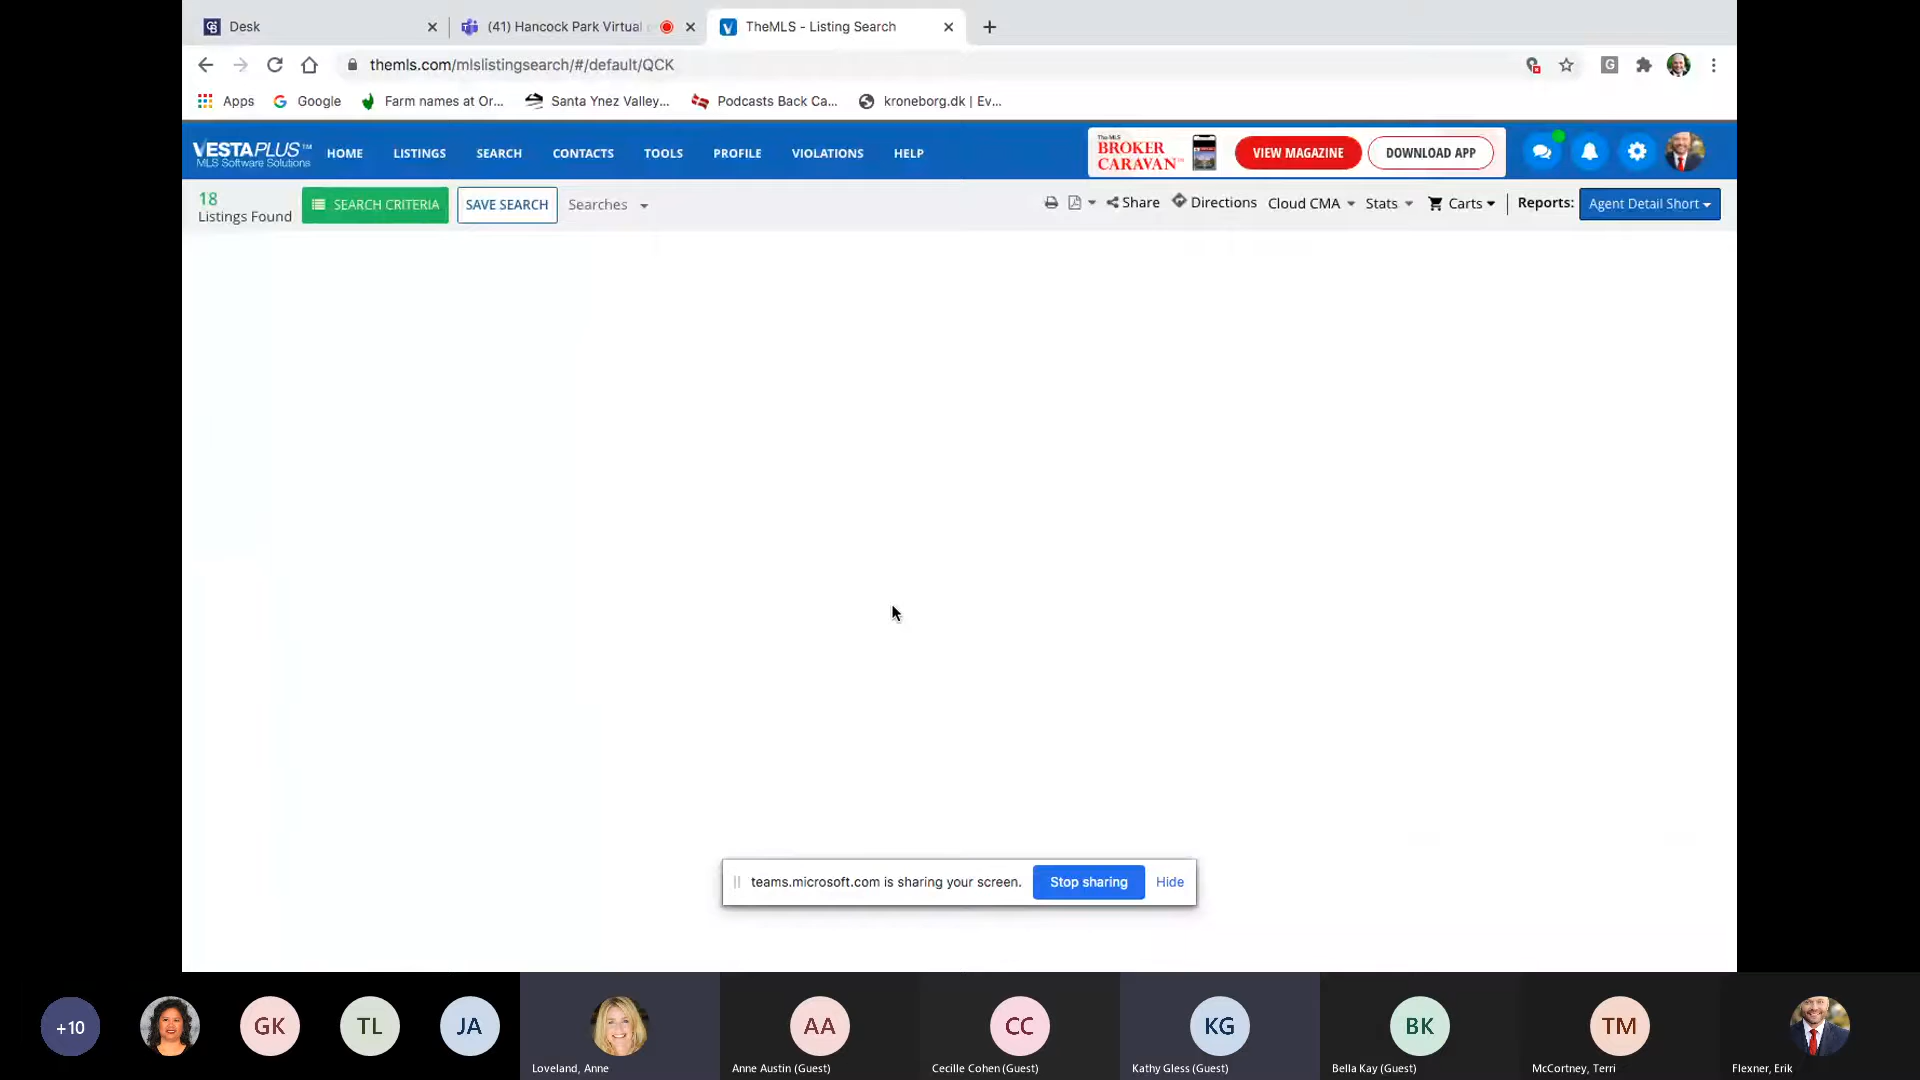 Desk
(41) Hancock Park Virtual
TheMLS - Listing Search
themls.com/mlslistingsearch/#/default/QCK
Apps
Google
Farm names at Or...
Santa Ynez Valley...
Podcasts Back Ca...
kroneborg.dk | Ev...
VESTAPLUS™
MLS Software Solutions
HOME
LISTINGS
SEARCH
CONTACTS
TOOLS
PROFILE
VIOLATIONS
HELP
The MLS
BROKER
CARAVAN™
VIEW MAGAZINE
DOWNLOAD APP
18
Listings Found
SEARCH CRITERIA
SAVE SEARCH
Searches
Share
Directions
Cloud CMA
Stats
Carts
Reports:
Agent Detail Short
teams.microsoft.com is sharing your screen.
Stop sharing
Hide
+10
GK
TL
JA
AA
CC
KG
BK
TM
Loveland, Anne
Anne Austin (Guest)
Cecille Cohen (Guest)
Kathy Gless (Guest)
Bella Kay (Guest)
McCortney, Terri
Flexner, Erik